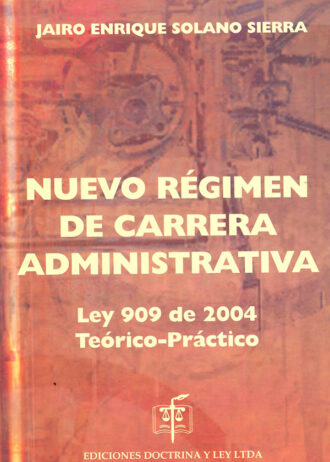 JAIRO ENRIQUE SOLANO SIERRA
NUEVO RÉGIMEN
DE CARRERA
ADMINISTRATIVA
Ley 909 de 2004
Teórico-Práctico
EDICIONES DOCTRINA Y LEY LTDA